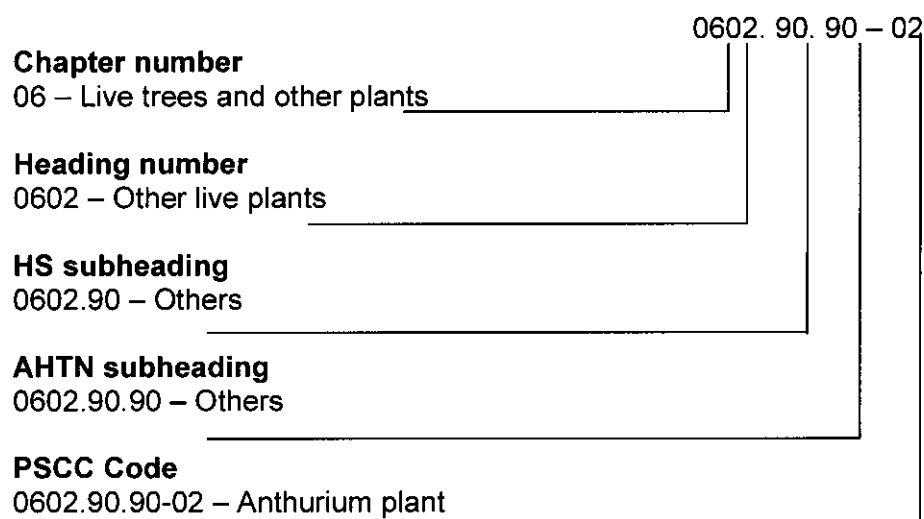 0602. 90. 90 – 02
Chapter number
06 – Live trees and other plants
Heading number
0602 – Other live plants
HS subheading
0602.90 – Others
AHTN subheading
0602.90.90 – Others
PSCC Code
0602.90.90-02 – Anthurium plant